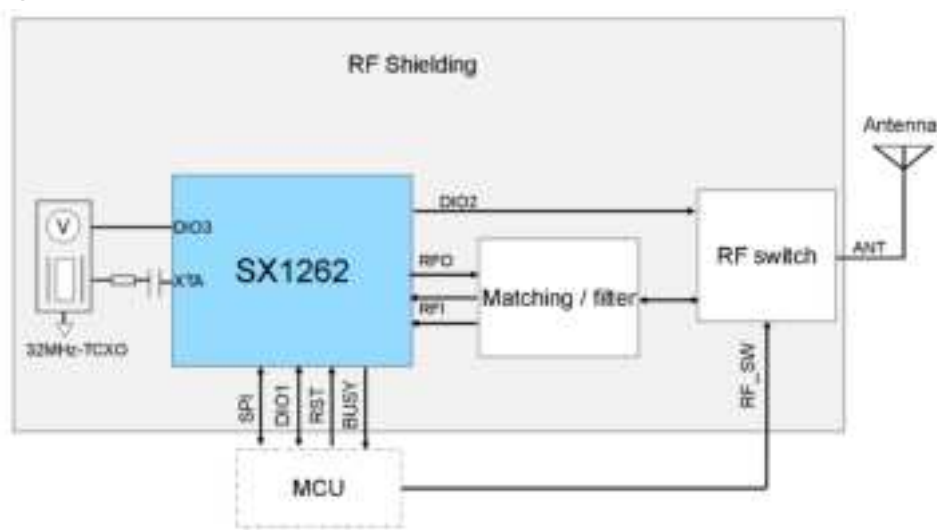 RF Shielding
Antenna
DIO2
DIO3
V
RF switch
ANT
SX1262
RFO
XTA
Matching / filter
RFI
32MHz-TCXO
SPI
DIO1
RST
BUSY
RF_SW
MCU